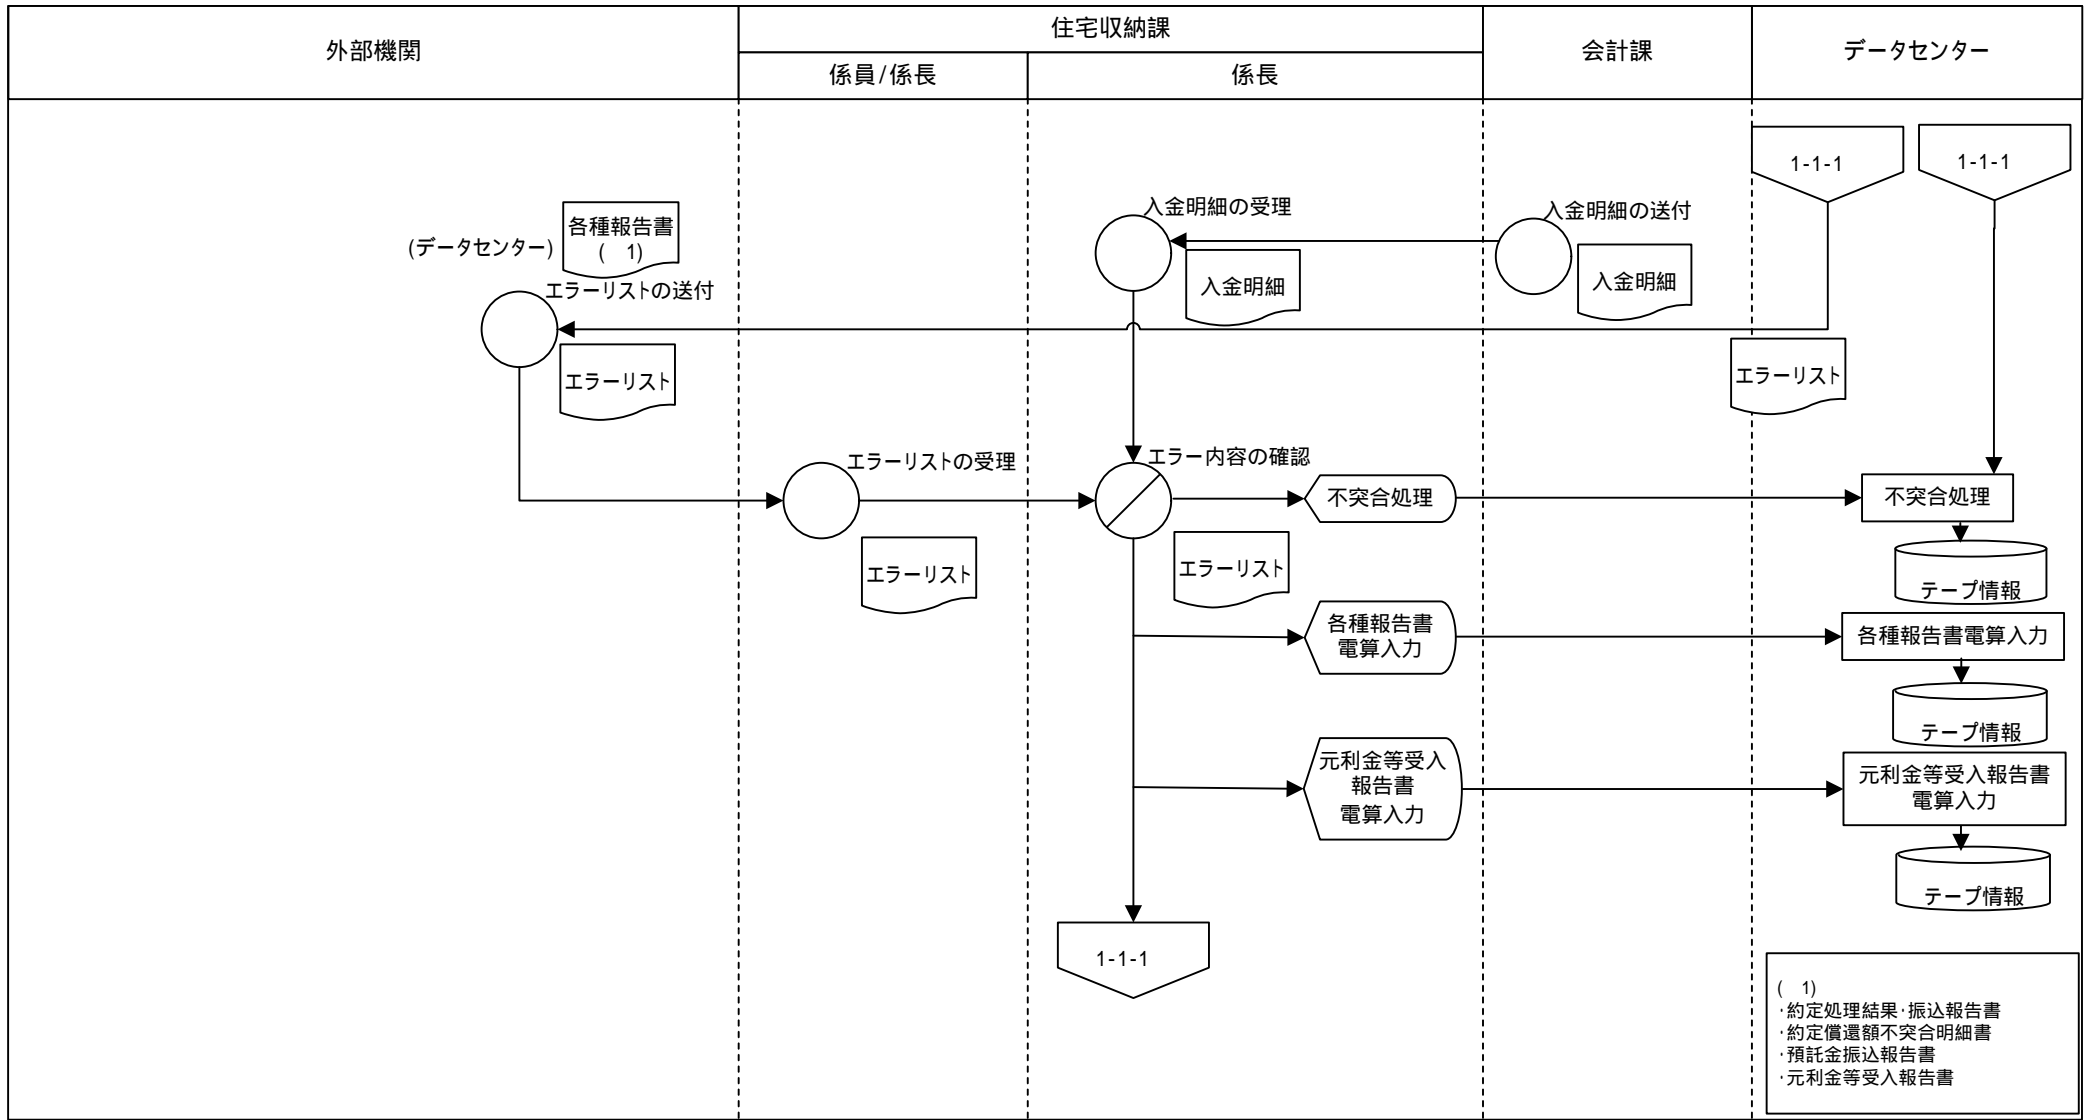 外部機関
住宅収納課
係員/係長
係長
会計課
データセンター
1-1-1
1-1-1
(データセンター)
各種報告書
( 1)
エラーリストの送付
エラーリスト
入金明細の受理
入金明細
入金明細の送付
入金明細
エラーリスト
エラーリストの受理
エラーリスト
エラー内容の確認
エラーリスト
不突合処理
不突合処理
テープ情報
各種報告書
電算入力
各種報告書電算入力
テープ情報
元利金等受入
報告書
電算入力
元利金等受入報告書
電算入力
テープ情報
1-1-1
( 1)
・約定処理結果・振込報告書
・約定償還額不突合明細書
・預託金振込報告書
・元利金等受入報告書